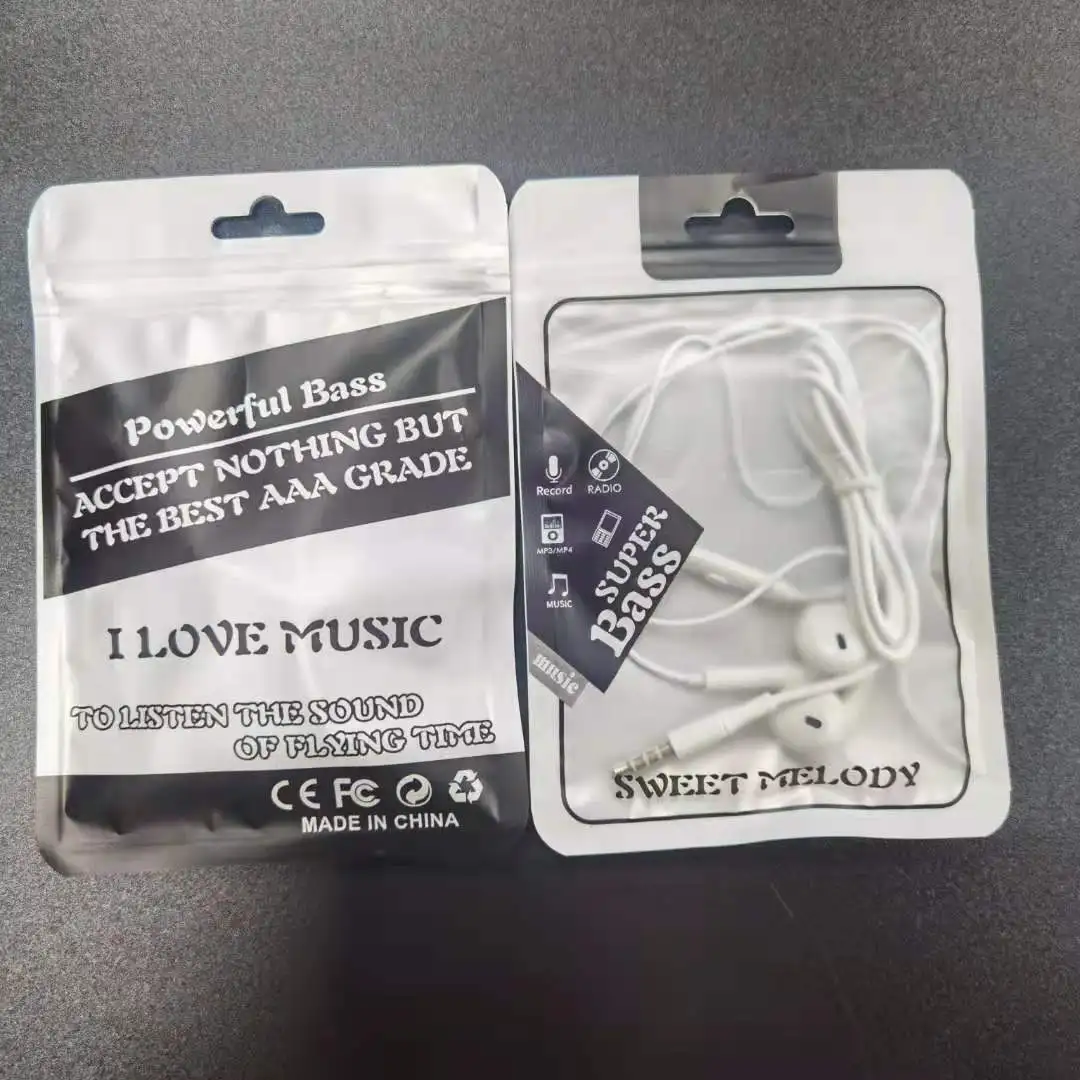 Powerful Bass
ACCEPT NOTHING BUT
THE BEST AAA GRADE
I LOVE MUSIC
TO LISTEN THE SOUND
OF FLYING TIME
CE FC
MADE IN CHINA
Record
RADIO
MP3/MP4
MUSIC
SUPER
Bass
music
SWEET MELODY